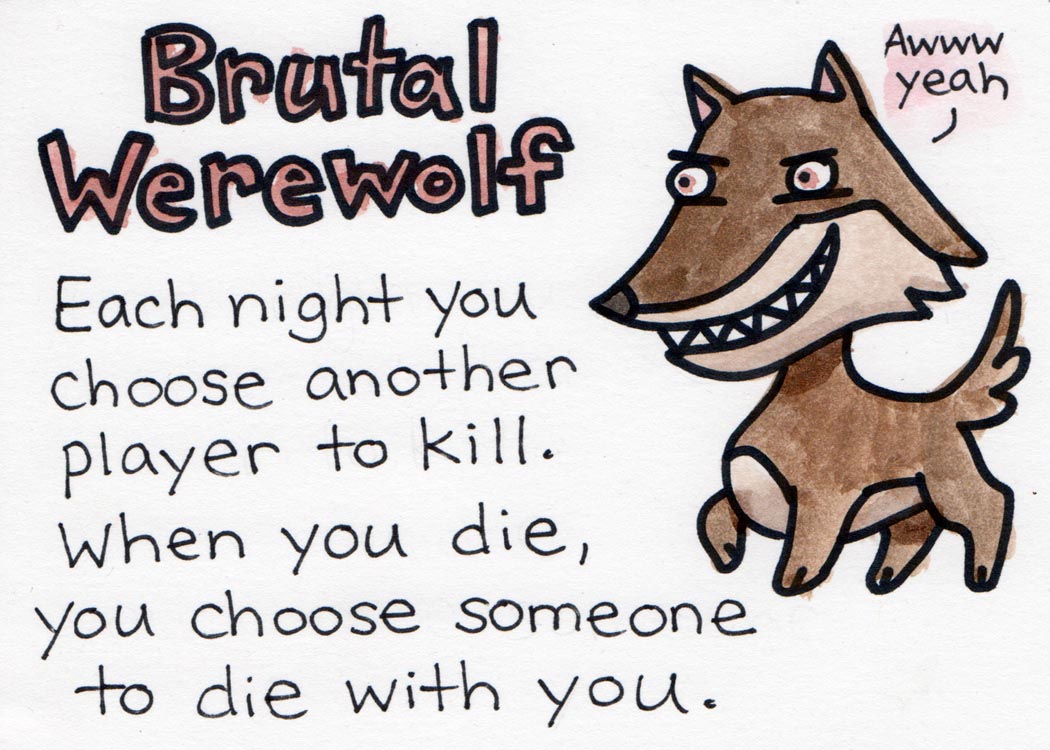 Brutal
Werewolf
Awww
yeah
Each night you
choose another
player to kill.
When you die,
you choose someone
to die with you.